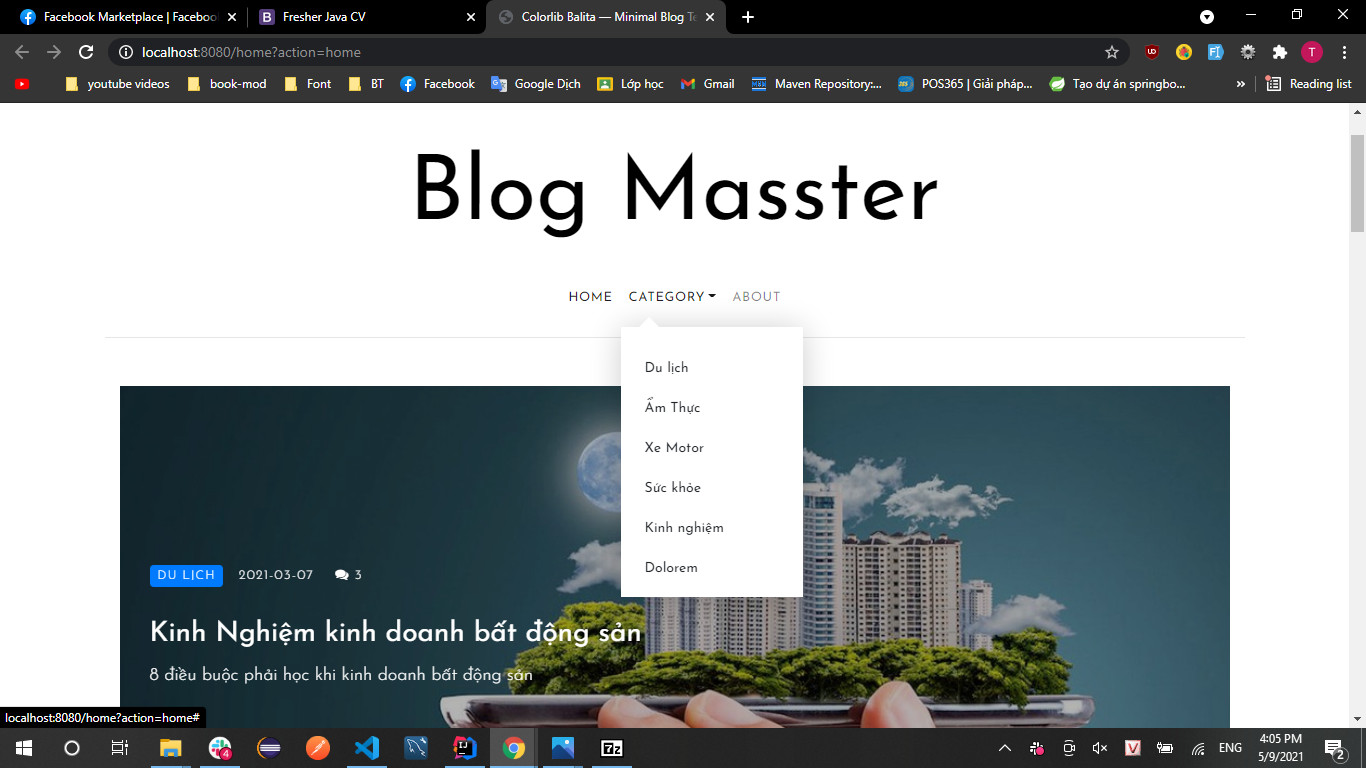 Facebook Marketplace | Facebo
Fresher Java CV
Colorlib Balita — Minimal Blog Te
localhost:8080/home?action=home
T
youtube videos
book-mod
Font
BT
Facebook
Google Dịch
Lớp học
Gmail
Maven Repository:...
POS365 | Giải pháp...
Tạo dự án springbo...
»
Reading list
Blog Masster
HOME
CATEGORY
ABOUT
Du lịch
Ẩm Thực
Xe Motor
Sức khỏe
Kinh nghiệm
Dolorem
DU LỊCH
2021-03-07
3
Kinh Nghiệm kinh doanh bất động sản
8 điều buộc phải học khi kinh doanh bất động sản
localhost:8080/home?action=home#
4
7z
V
ENG
4:05 PM
5/9/2021
2